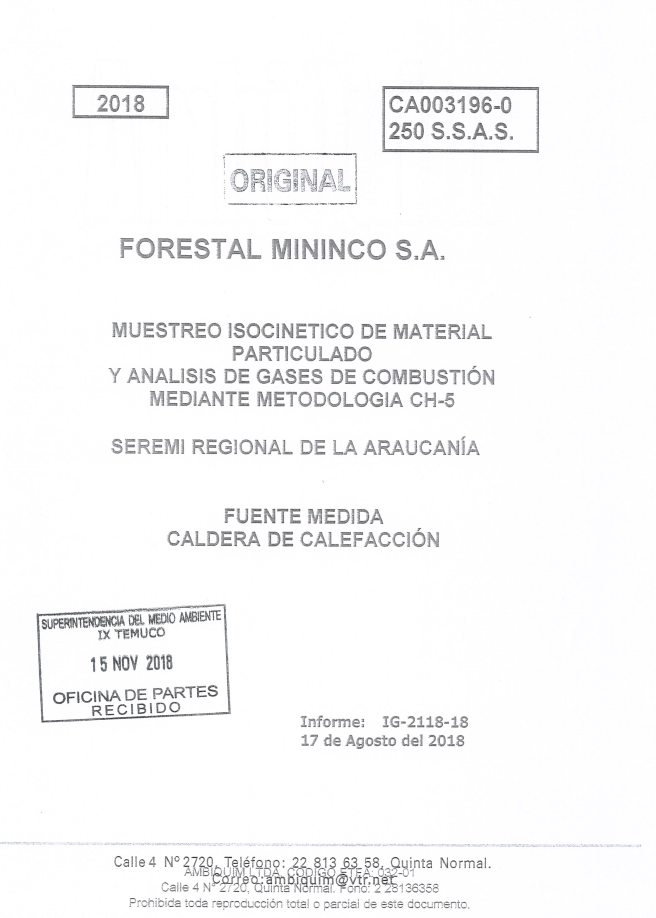 2018
CA003196-0
250 S.S.A.S.
ORIGINAL
FORESTAL MININCO S.A.
MUESTREO ISOCINETICO DE MATERIAL
PARTICULADO
Y ANALISIS DE GASES DE COMBUSTIÓN
MEDIANTE METODOLOGIA CH-5
SEREMI REGIONAL DE LA ARAUCANÍA
FUENTE MEDIDA
CALDERA DE CALEFACCIÓN
SUPERINTENDENCIA DEL MEDIO AMBIENTE
IX TEMUCO
15 NOV 2018
OFICINA DE PARTES
RECIBIDO
Informe: IG-2118-18
17 de Agosto del 2018
Calle 4 Nº 2720, Teléfono: 22 813 63 58, Quinta Normal.
AMBIQUIM LTDA. CODIGO ETFA: 032-01
Correo:ambiquim@vtr.net
Calle 4 N° 2720, Quinta Normal. Fono: 2 28136358
Prohibida toda reproducción total o parcial de este documento.